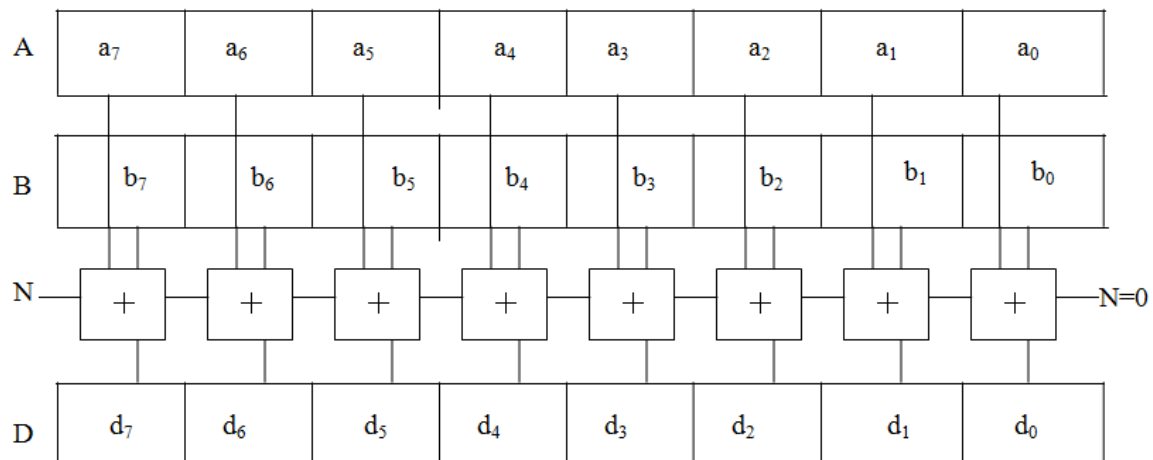 A a₇ a₆ a₅ a₄ a₃ a₂ a₁ a₀
B b₇ b₆ b₅ b₄ b₃ b₂ b₁ b₀
N + + + + + + + + N=0
D d₇ d₆ d₅ d₄ d₃ d₂ d₁ d₀